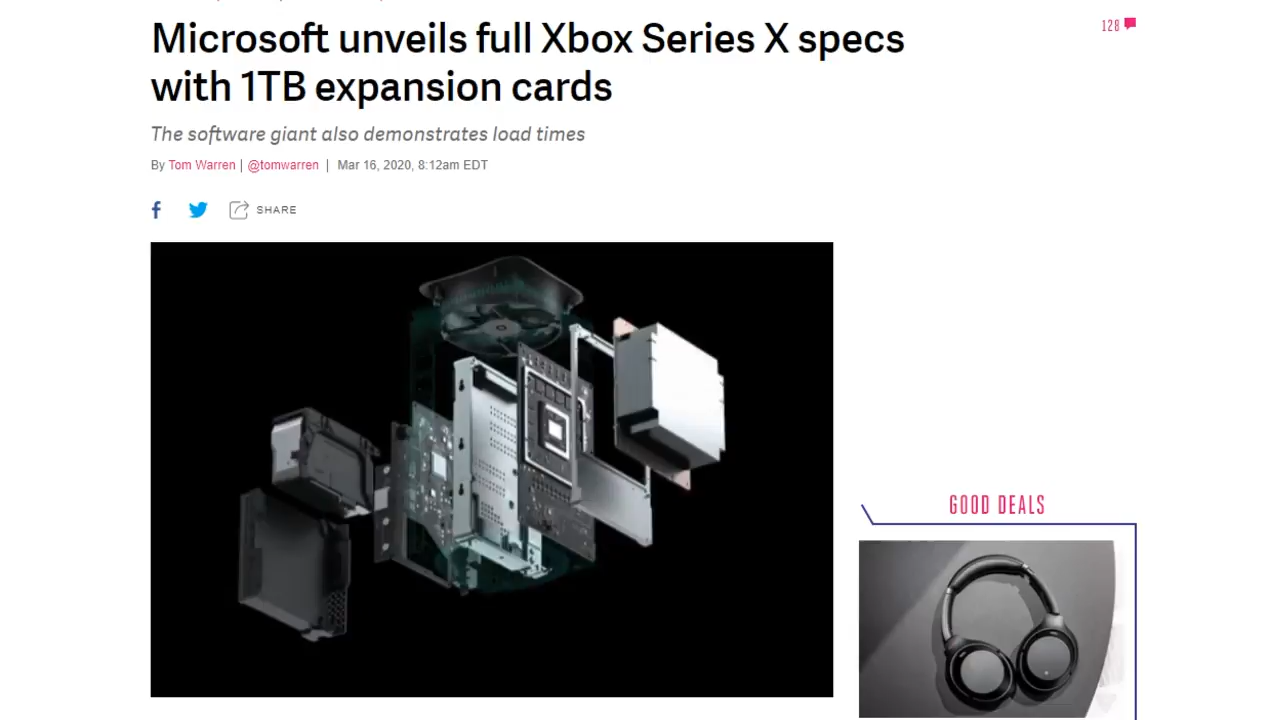 Microsoft unveils full Xbox Series X specs
with 1TB expansion cards
128
The software giant also demonstrates load times
By Tom Warren | @tomwarren | Mar 16, 2020, 8:12am EDT
SHARE
GOOD DEALS